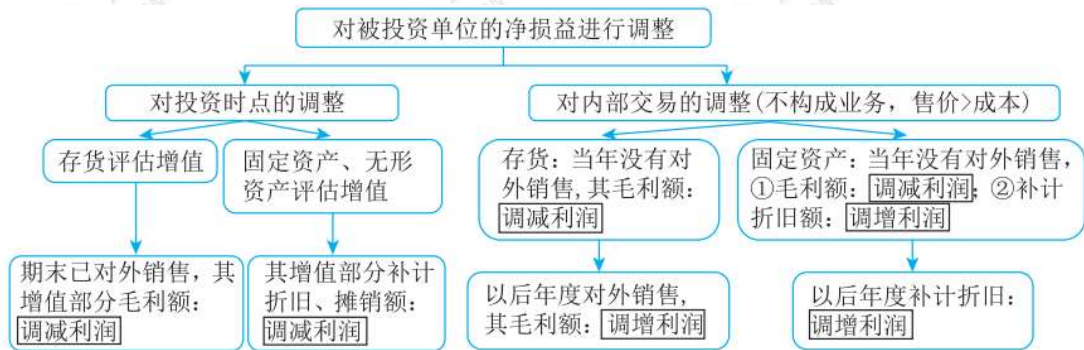 对被投资单位的净损益进行调整
对投资时点的调整
对内部交易的调整(不构成业务，售价>成本)
存货评估增值
固定资产、无形
资产评估增值
存货：当年没有对
外销售,其毛利额：
调减利润
固定资产：当年没有对外销售，
①毛利额：调减利润；②补计
折旧额：调增利润
期末已对外销售，其
增值部分毛利额：
调减利润
其增值部分补计
折旧、摊销额：
调减利润
以后年度对外销售，
其毛利额：调增利润
以后年度补计折旧：
调增利润